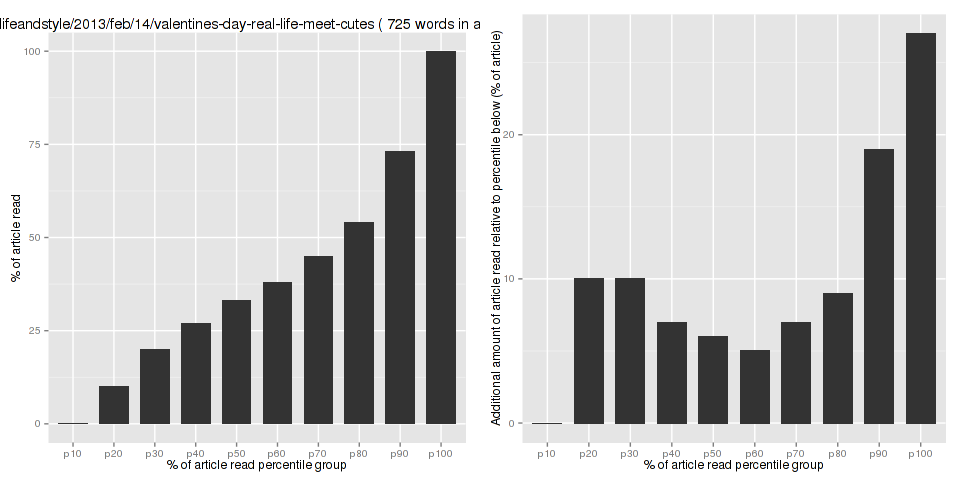 lifeandstyle/2013/feb/14/valentines-day-real-life-meet-cutes ( 725 words in a
% of article read
100
75
50
25
0
p10 p20 p30 p40 p50 p60 p70 p80 p90 p100
% of article read percentile group
Additional amount of article read relative to percentile below (% of article)
20
10
0
p10 p20 p30 p40 p50 p60 p70 p80 p90 p100
% of article read percentile group